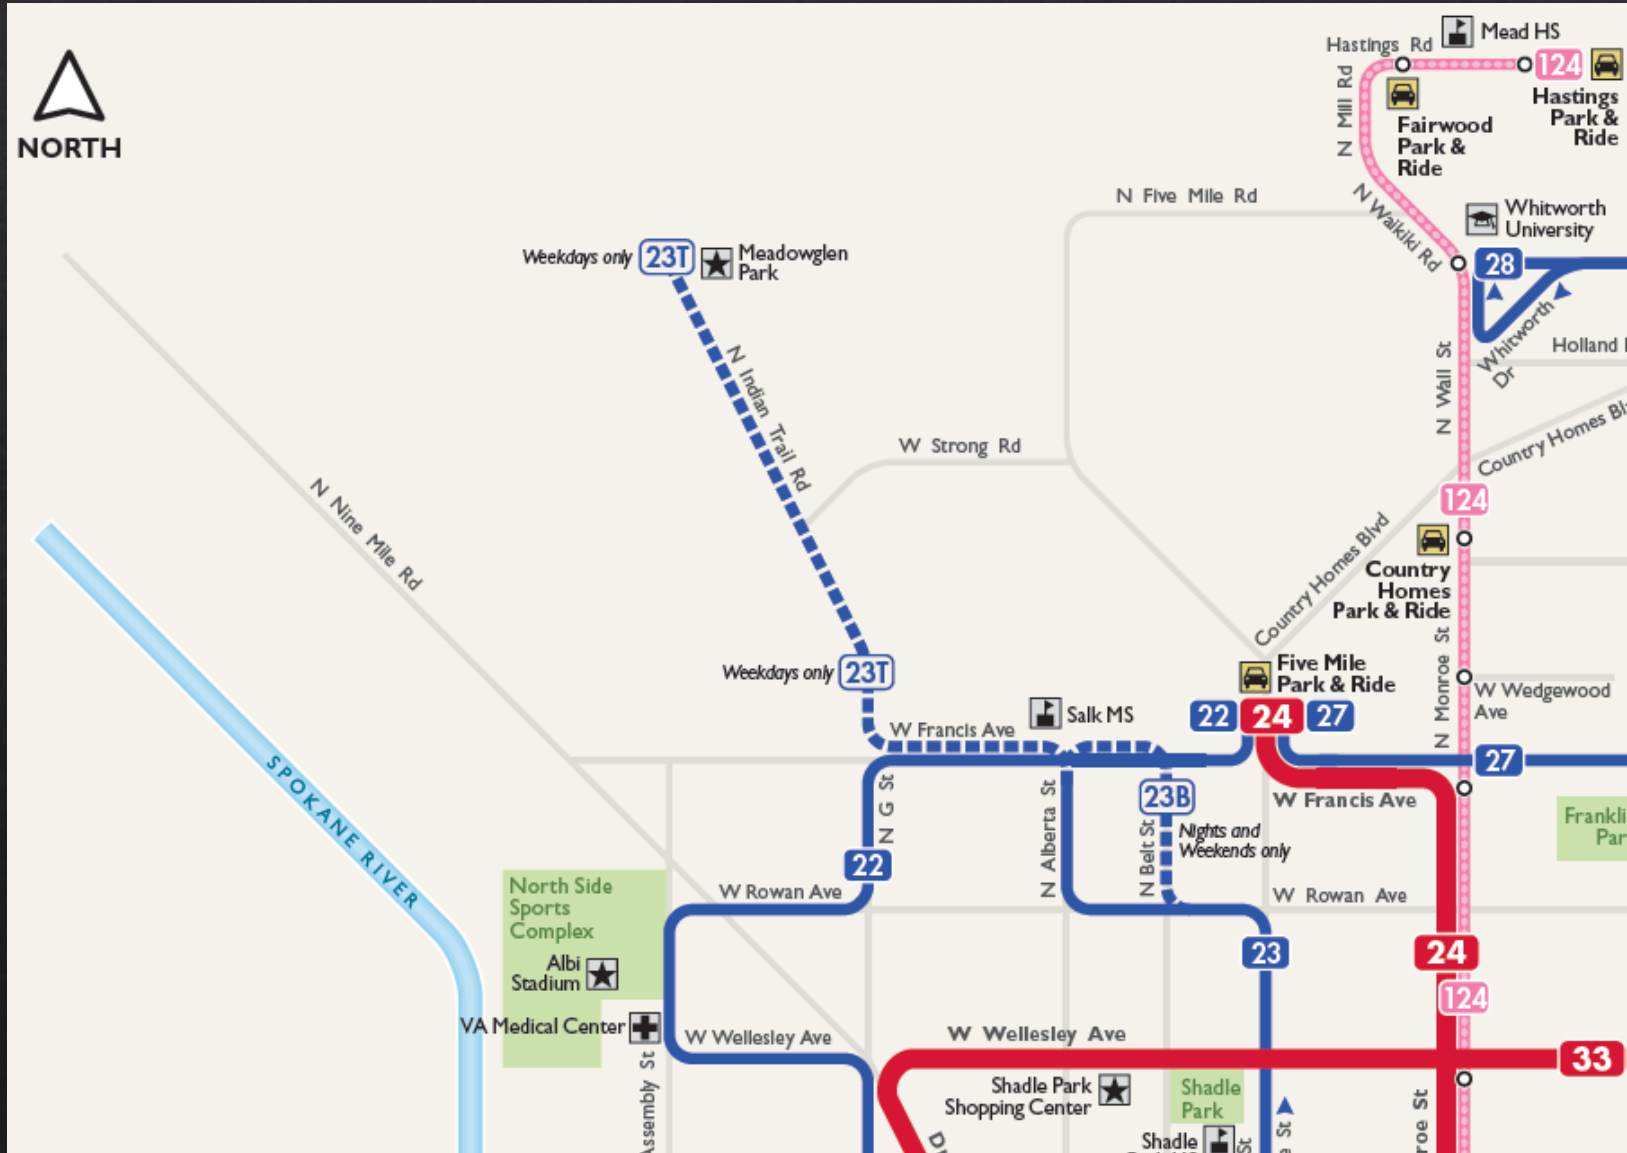 NORTH
Hastings Rd
Mead HS
124
Hastings
Park &
Ride
N Mill Rd
Fairwood
Park &
Ride
N Five Mile Rd
N Waikiki Rd
Whitworth
University
28
Weekdays only
23T
Meadowglen
Park
Whitworth
Dr
Holland
N Wall St
N Indian Trail Rd
W Strong Rd
Country Homes
124
N Nine Mile Rd
Country Homes Blvd
Country
Homes
Park & Ride
N Monroe St
Weekdays only
23T
Five Mile
Park & Ride
W Wedgewood
Ave
22
24
27
Salk MS
W Francis Ave
27
SPOKANE RIVER
N G St
N Alberta St
23B
N Belt St
Nights and
Weekends only
W Francis Ave
22
W Rowan Ave
W Rowan Ave
North Side
Sports
Complex
Albi
Stadium
23
24
124
VA Medical Center
W Wellesley Ave
W Wellesley Ave
33
Assembly St
Shadle Park
Shopping Center
Shadle
Park
Shadle
St
St
St